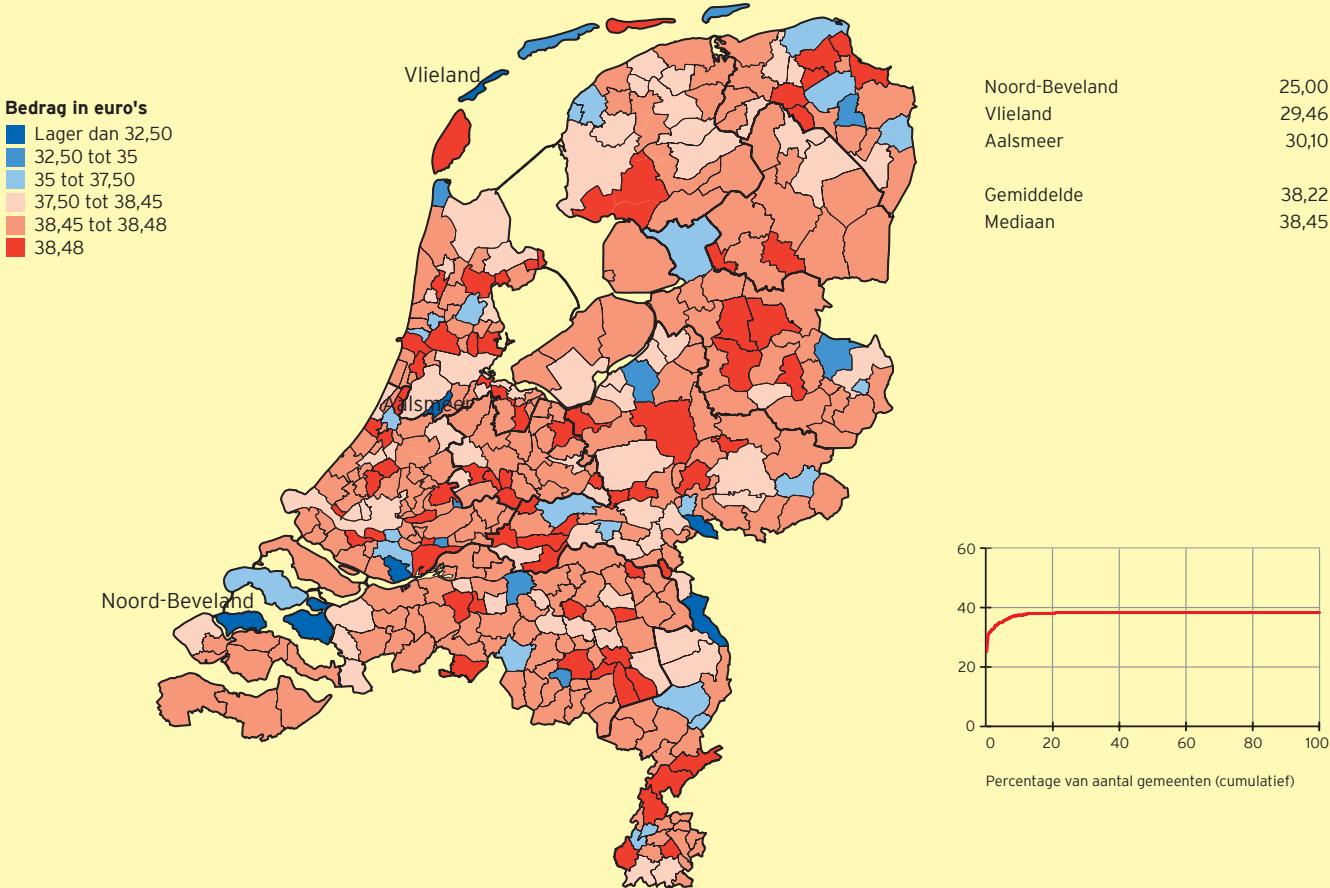 Vlieland
Bedrag in euro's
Lager dan 32,50
32,50 tot 35
35 tot 37,50
37,50 tot 38,45
38,45 tot 38,48
38,48
Aalsmeer
Noord-Beveland
Noord-Beveland 25,00
Vlieland 29,46
Aalsmeer 30,10
Gemiddelde 38,22
Mediaan 38,45
60
40
20
0
0 20 40 60 80 100
Percentage van aantal gemeenten (cumulatief)